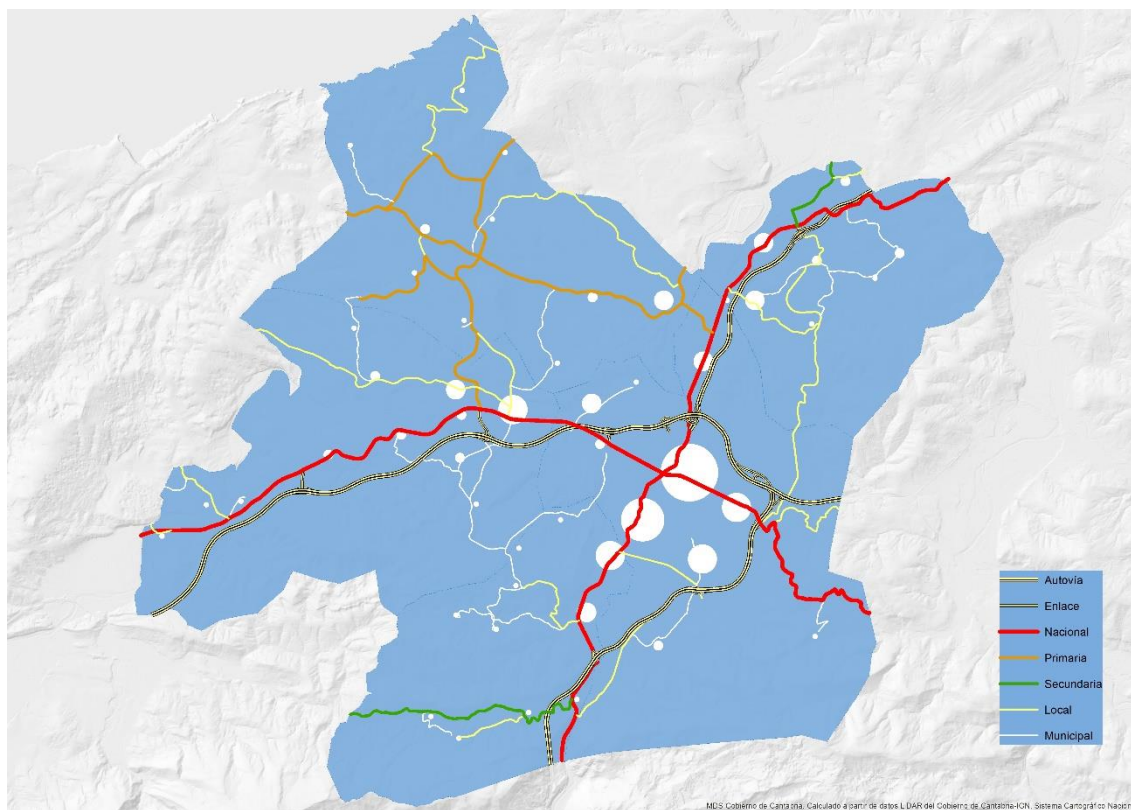 Autovía
Enlace
Nacional
Primaria
Secundaria
Local
Municipal
MDS Gobierno de Cantabria. Calculado a partir de datos LiDAR del Gobierno de Cantabria-IGN. Sistema Cartográfico Nacion